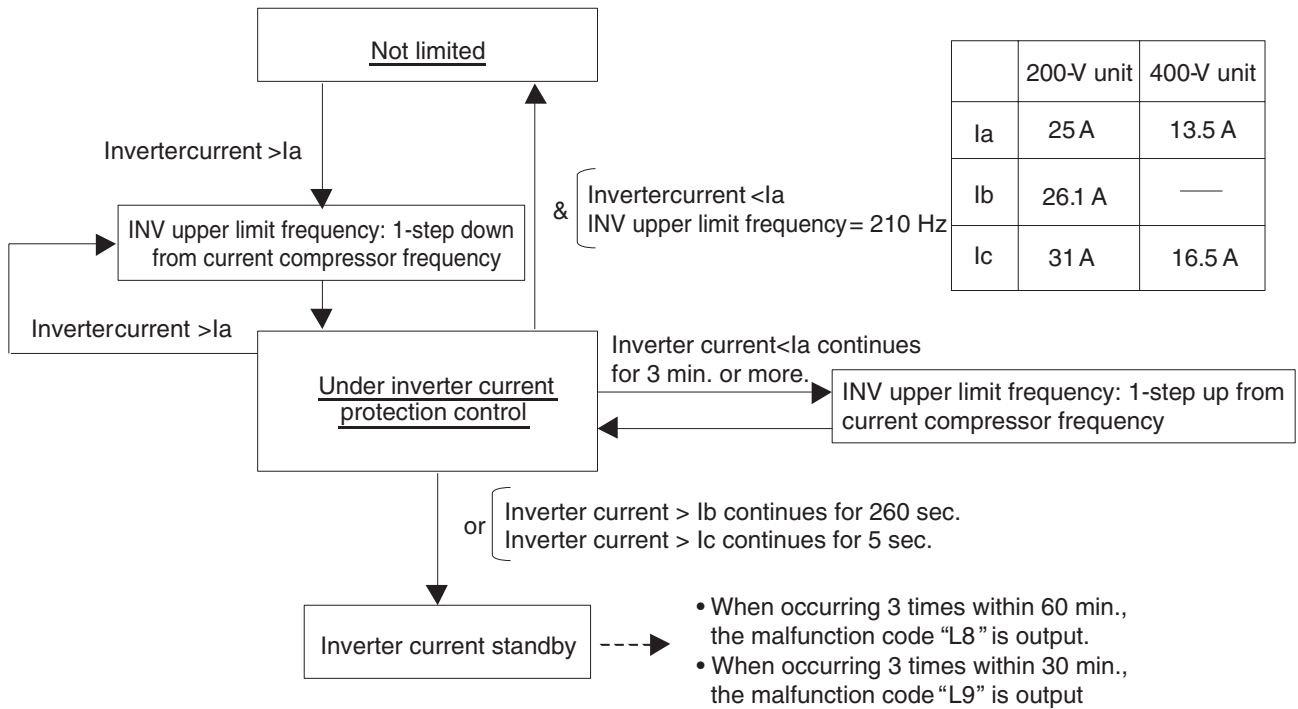 Not limited
200-V unit 400-V unit
Ia 25 A 13.5 A
Ib 26.1 A —
Ic 31 A 16.5 A
Invertercurrent >Ia
& Invertercurrent <Ia
INV upper limit frequency = 210 Hz
INV upper limit frequency: 1-step down
from current compressor frequency
Invertercurrent >Ia
Under inverter current
protection control
Inverter current<Ia continues
for 3 min. or more.
INV upper limit frequency: 1-step up from
current compressor frequency
or Inverter current > Ib continues for 260 sec.
Inverter current > Ic continues for 5 sec.
Inverter current standby
• When occurring 3 times within 60 min.,
the malfunction code “L8” is output.
• When occurring 3 times within 30 min.,
the malfunction code “L9” is output